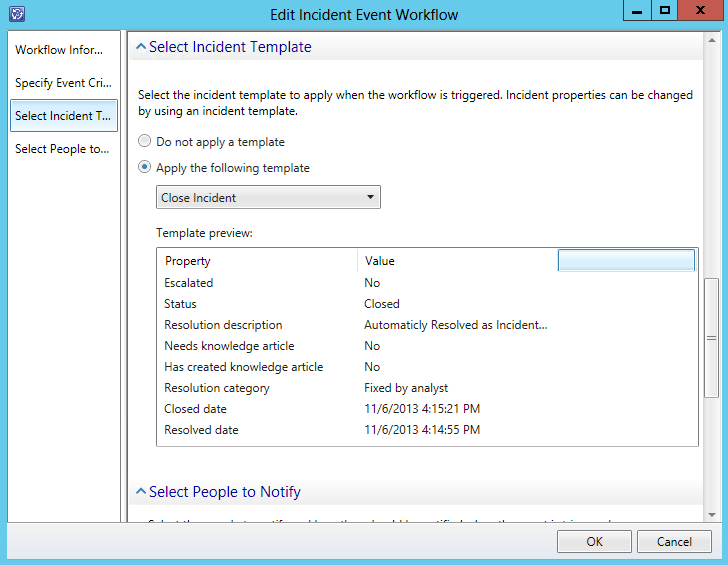 Edit Incident Event Workflow
Workflow Infor...
Specify Event Cri...
Select Incident T...
Select People to...
Select Incident Template
Select the incident template to apply when the workflow is triggered. Incident properties can be changed
by using an incident template.
Do not apply a template
Apply the following template
Close Incident
Template preview:
Property Value
Escalated No
Status Closed
Resolution description Automaticly Resolved as Incident...
Needs knowledge article No
Has created knowledge article No
Resolution category Fixed by analyst
Closed date 11/6/2013 4:15:21 PM
Resolved date 11/6/2013 4:14:55 PM
Select People to Notify
OK Cancel